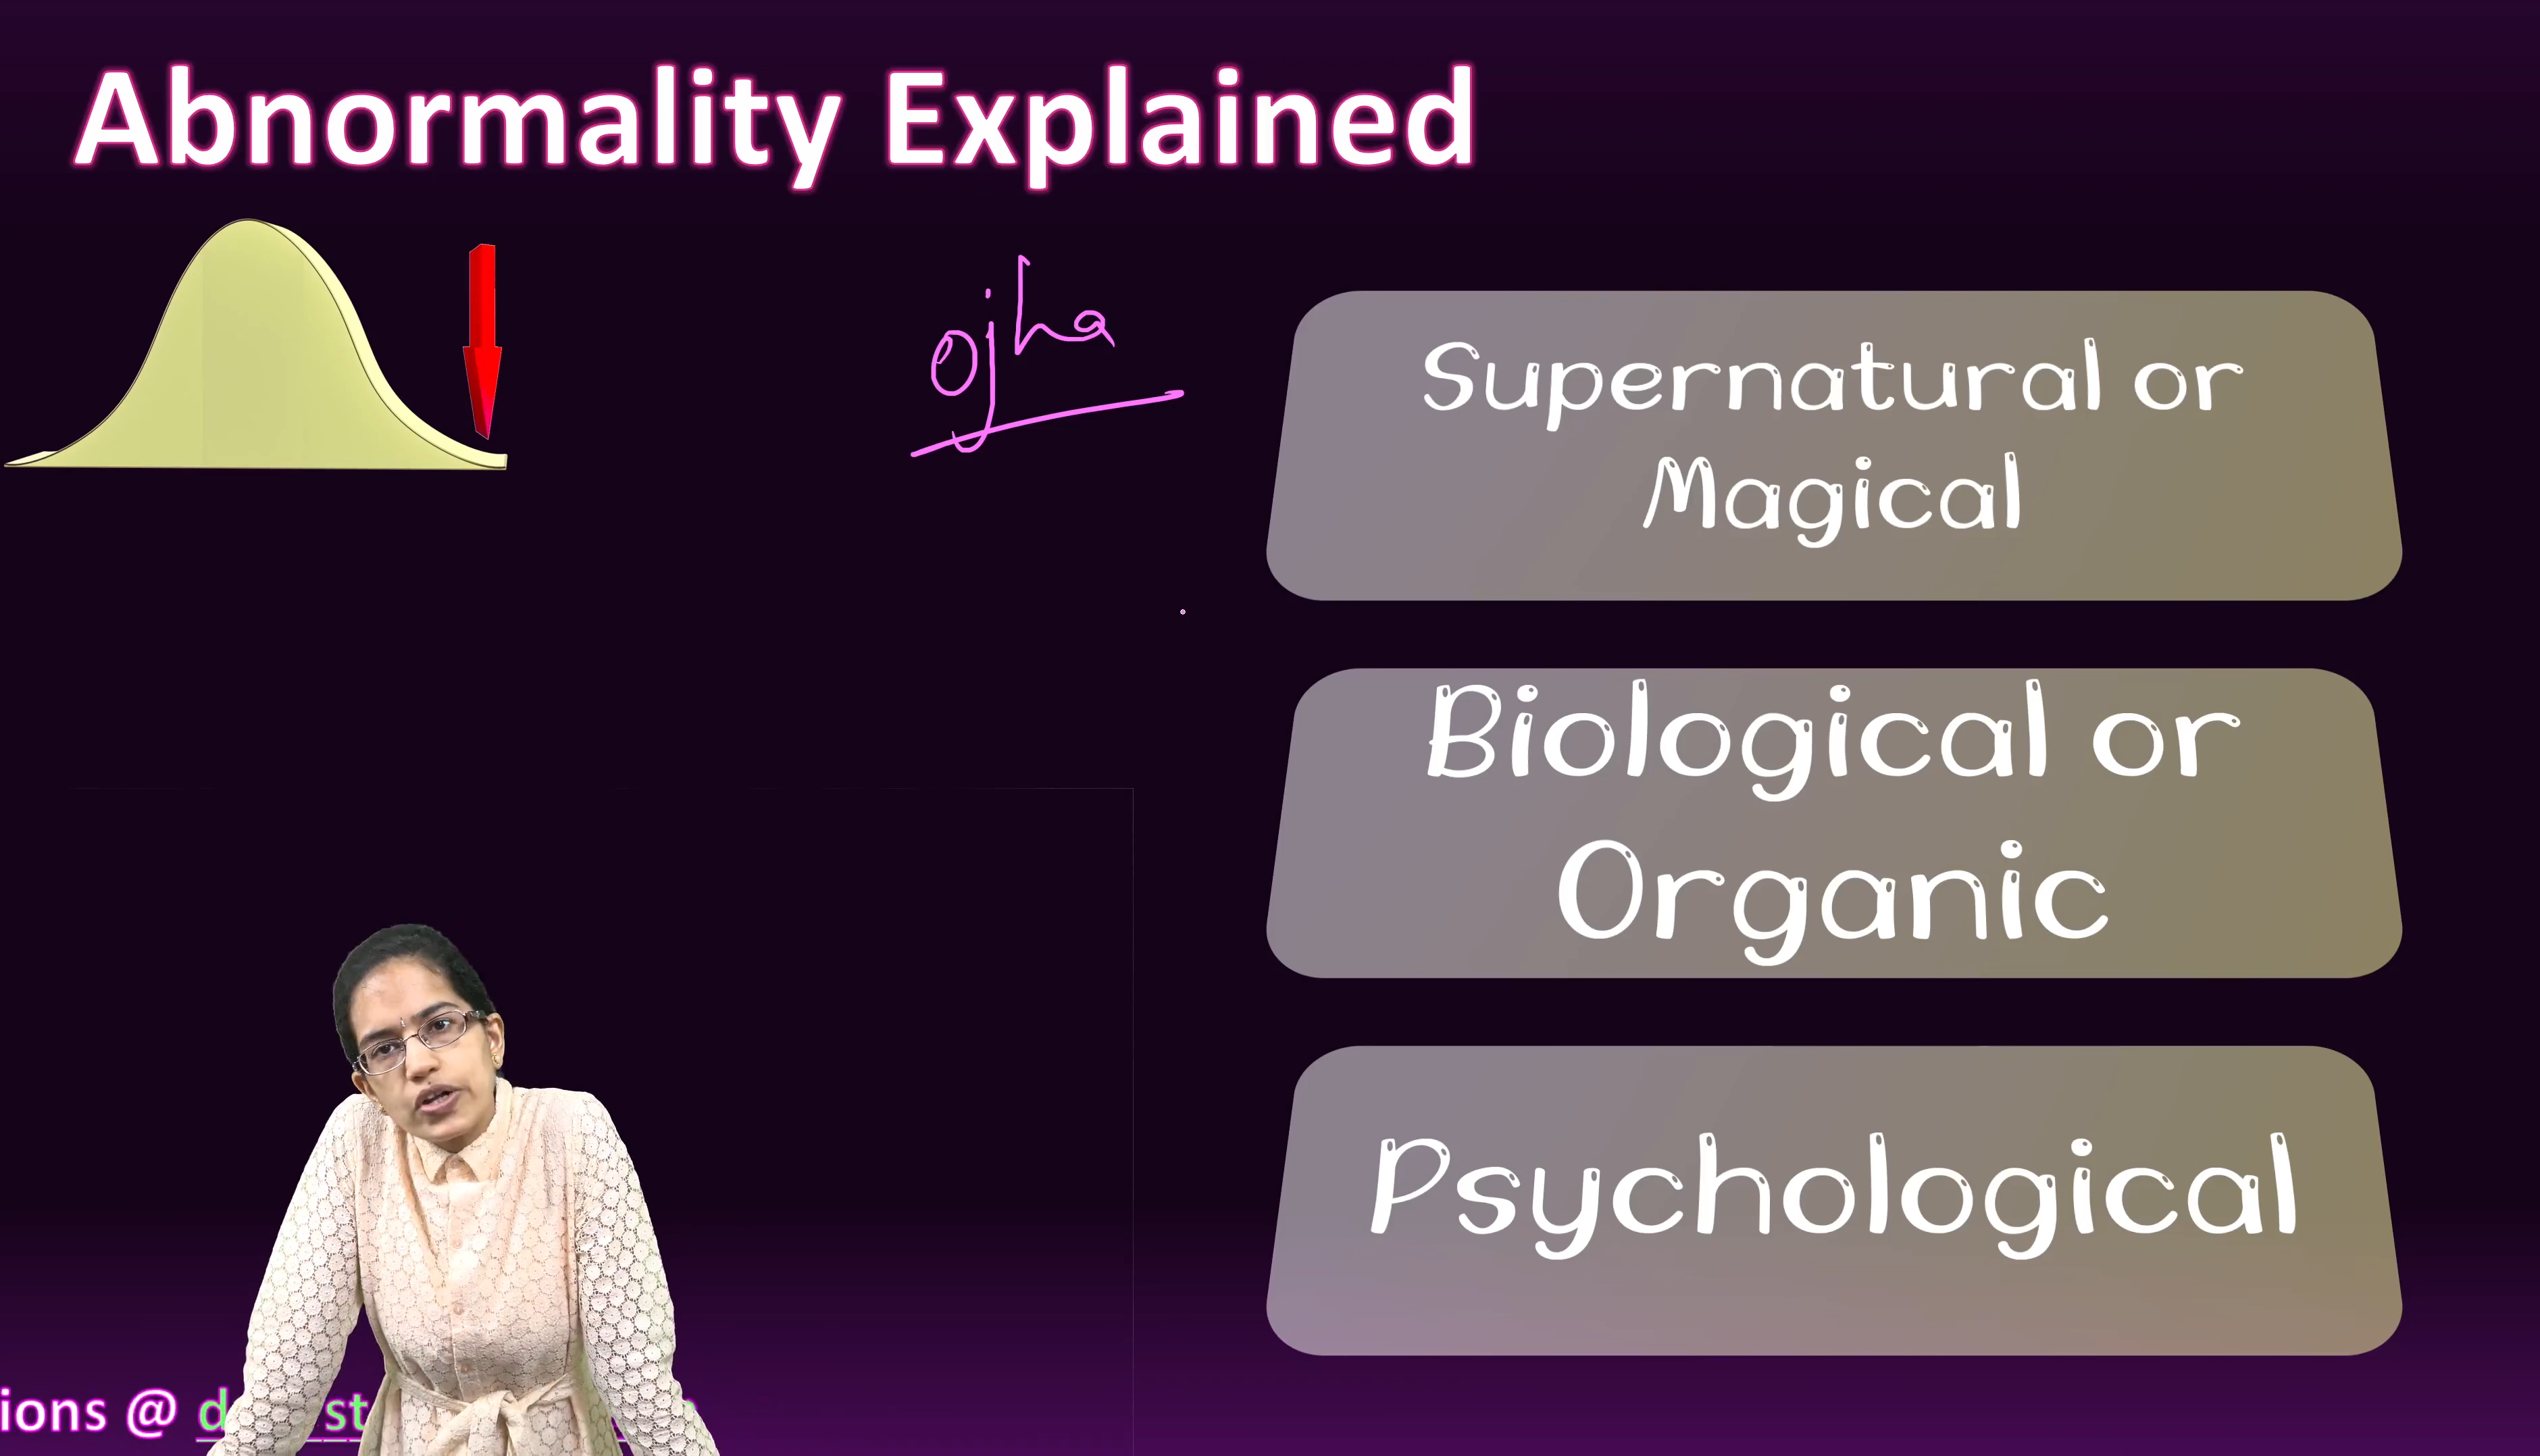 Abnormality Explained
ojha
Supernatural or
Magical
Biological or
Organic
Psychological
ions @